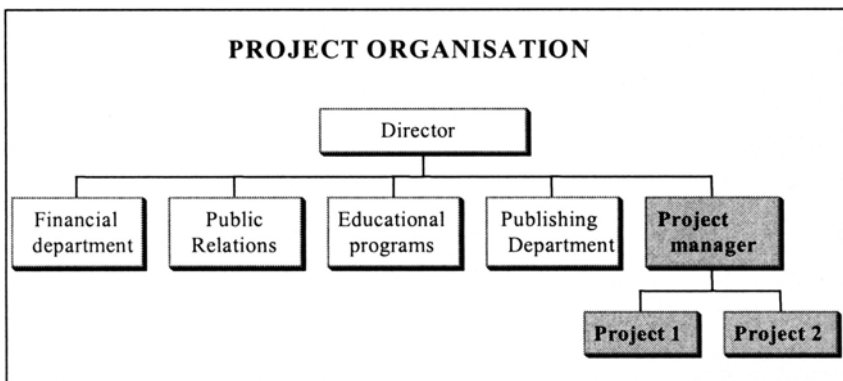 PROJECT ORGANISATION
Director
Financial
department
Public
Relations
Educational
programs
Publishing
Department
Project
manager
Project 1
Project 2